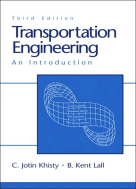 Third Edition
Transportation
Engineering
An Introduction
C. Jotin Khisty • B. Kent Lall